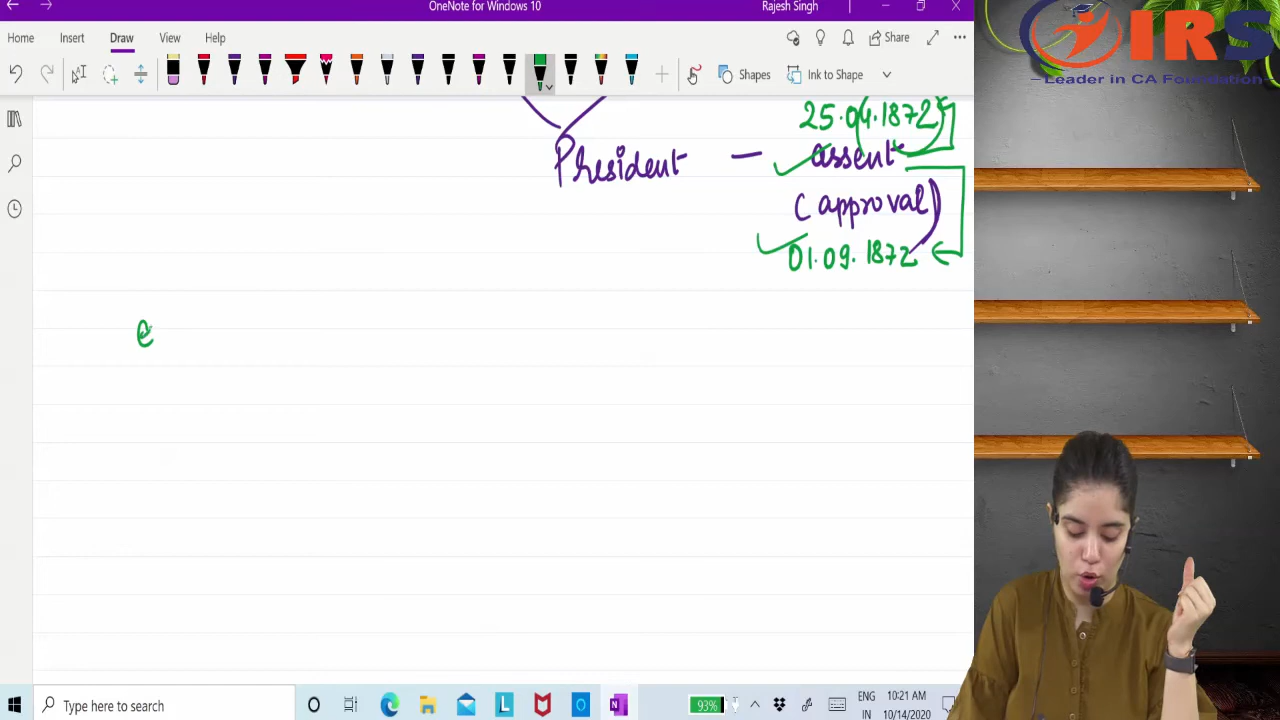 OneNote for Windows 10
Rajesh Singh
Home Insert Draw View Help
Share
Shapes
Ink to Shape
IRS
Leader in CA Foundation
25.04.1872
President — assent
(approval)
01.09.1872
e
Type here to search
93%
ENG
IN
10:21 AM
10/14/2020